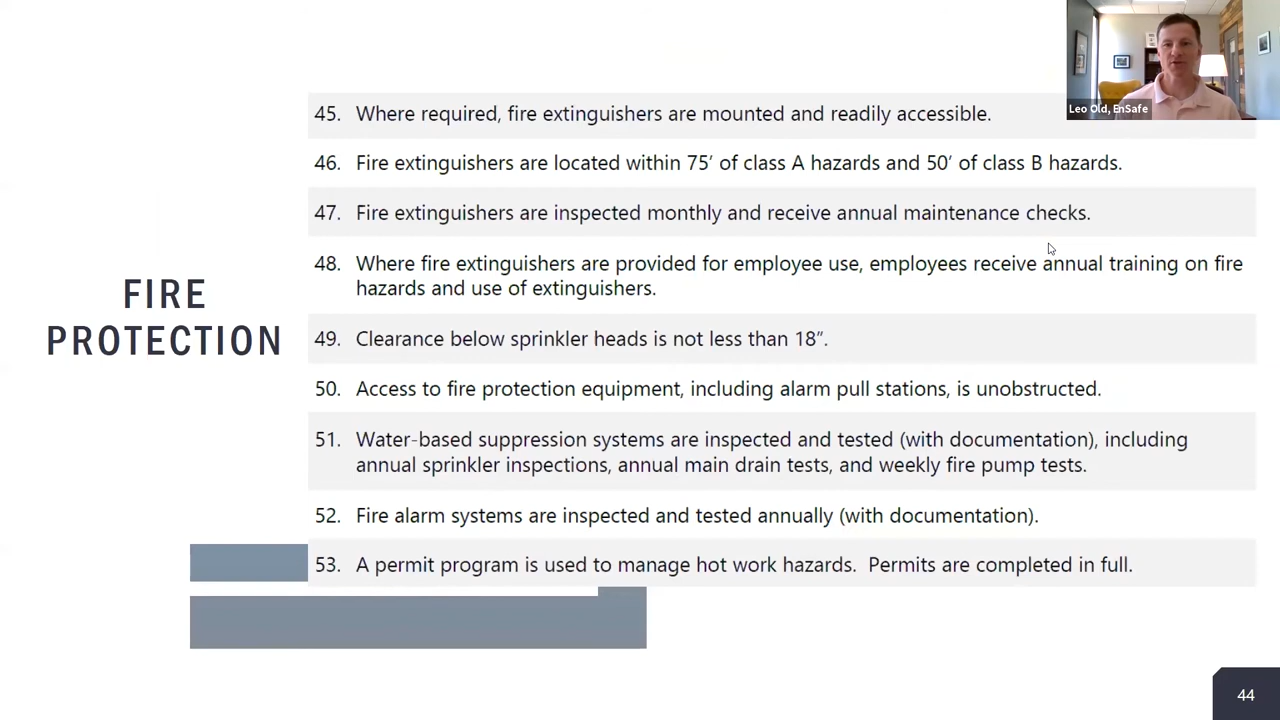 Leo Old, EnSafe
FIRE
PROTECTION
45. Where required, fire extinguishers are mounted and readily accessible.
46. Fire extinguishers are located within 75’ of class A hazards and 50’ of class B hazards.
47. Fire extinguishers are inspected monthly and receive annual maintenance checks.
48. Where fire extinguishers are provided for employee use, employees receive annual training on fire
hazards and use of extinguishers.
49. Clearance below sprinkler heads is not less than 18”.
50. Access to fire protection equipment, including alarm pull stations, is unobstructed.
51. Water-based suppression systems are inspected and tested (with documentation), including
annual sprinkler inspections, annual main drain tests, and weekly fire pump tests.
52. Fire alarm systems are inspected and tested annually (with documentation).
53. A permit program is used to manage hot work hazards.  Permits are completed in full.
44